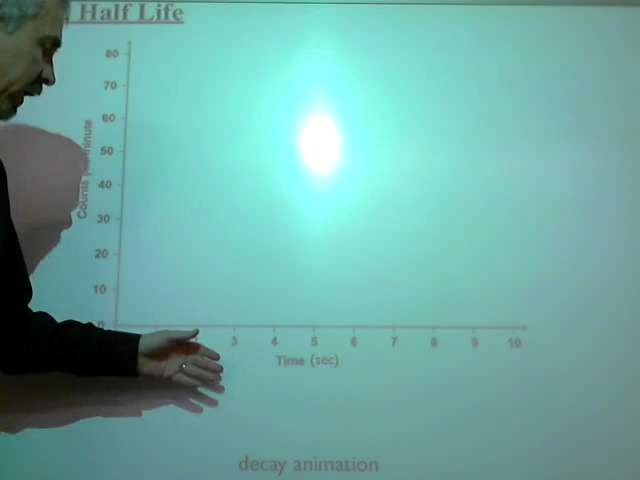 Half Life
80
70
60
50
40
30
20
10
0
Counts per minute
3 4 5 6 7 8 9 10
Time (sec)
decay animation